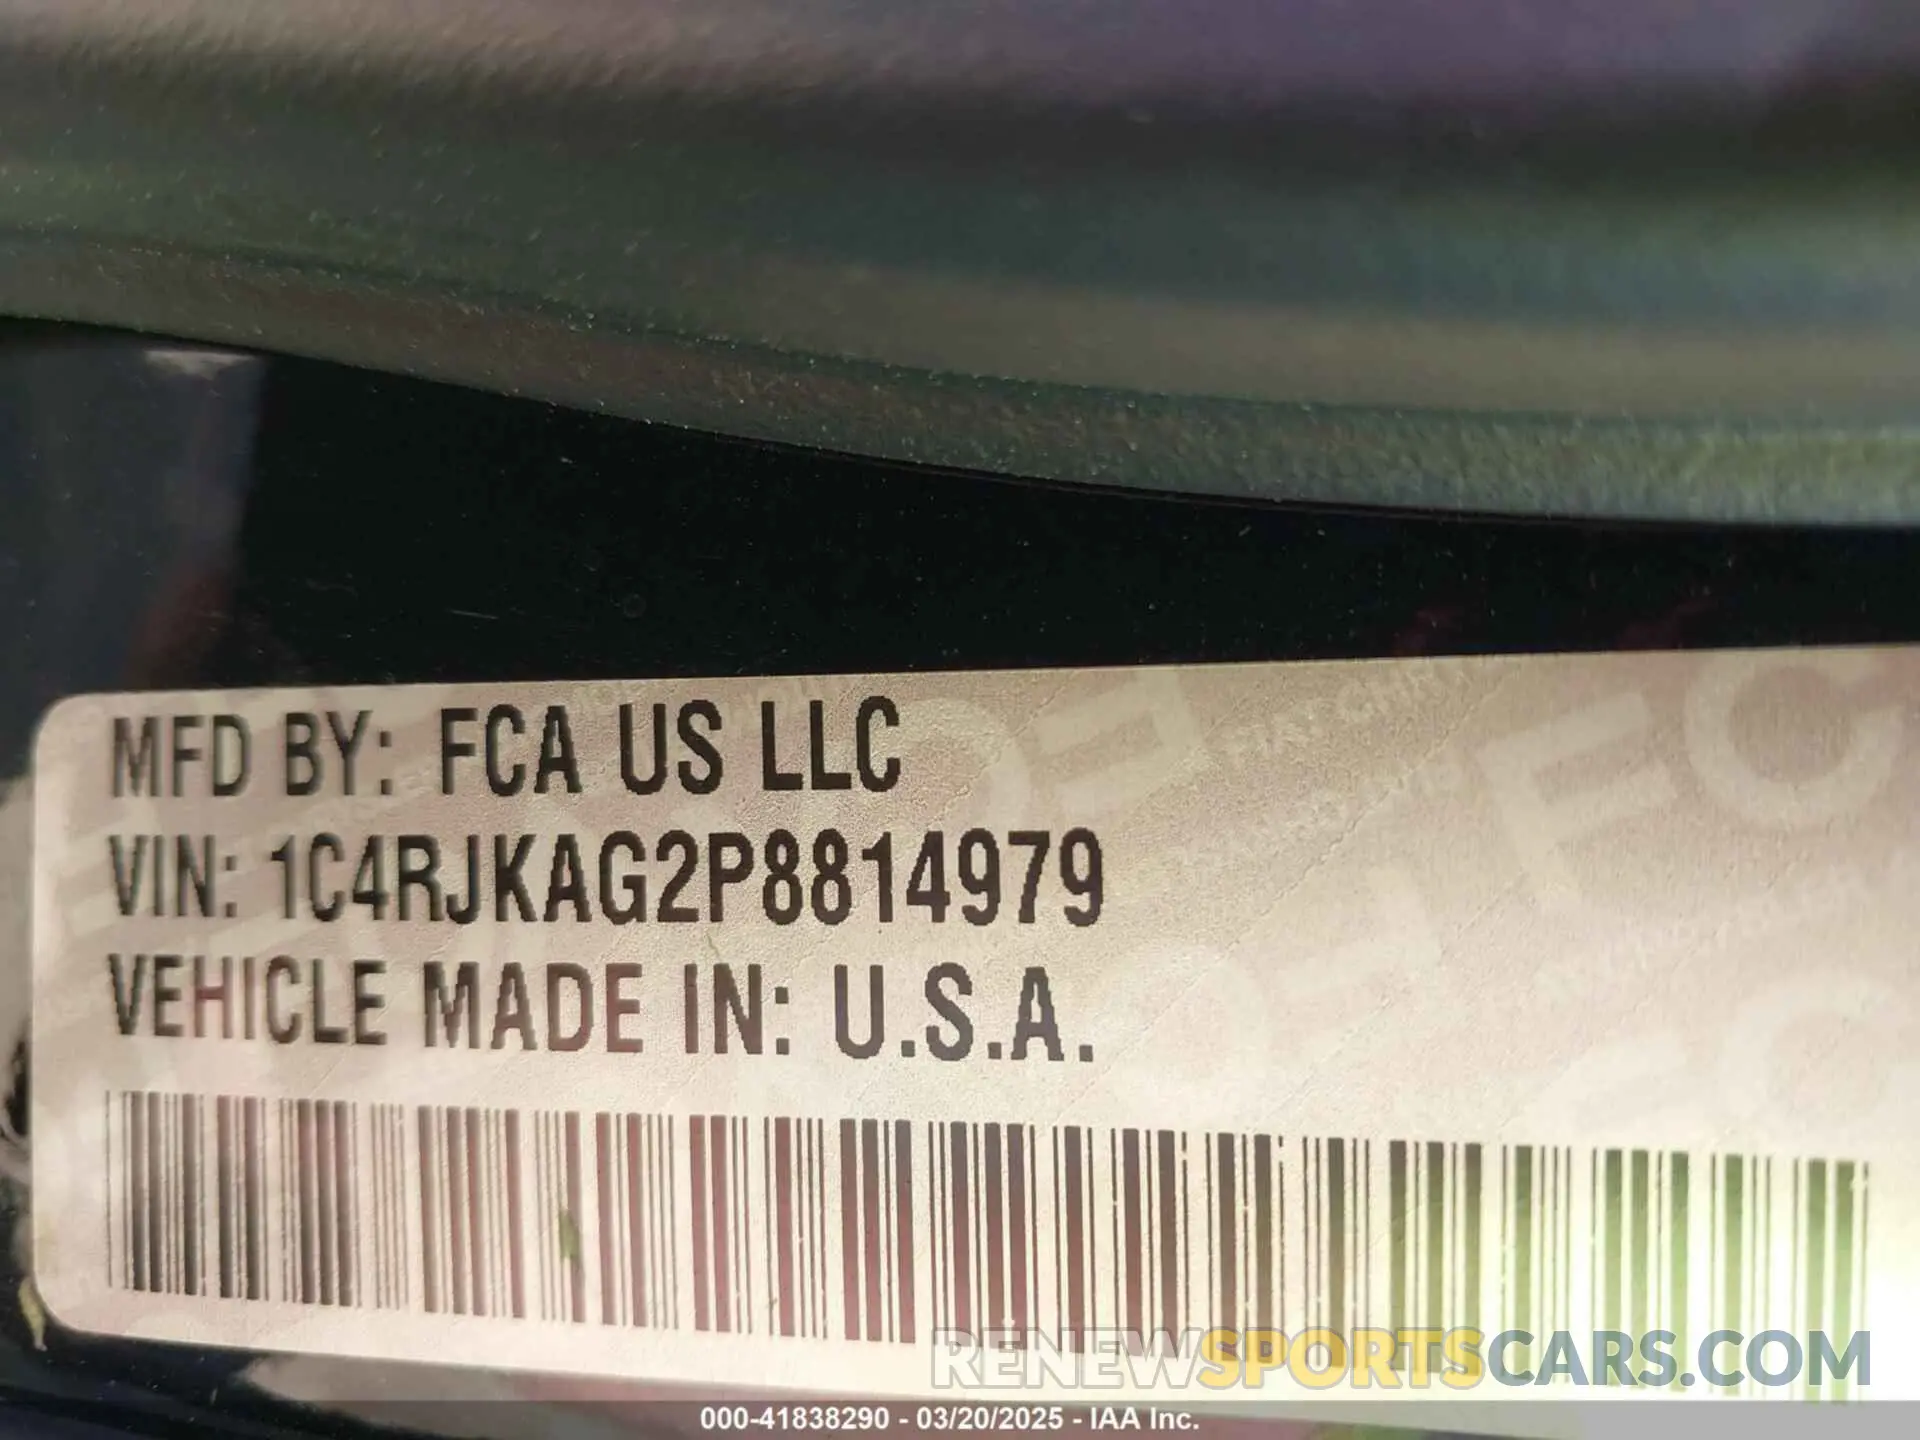 MFD BY: FCA US LLC
VIN: 1C4RJKAG2P8814979
VEHICLE MADE IN: U.S.A.
RENEWSPORTSCARS.COM
000-41838290 - 03/20/2025 - IAA Inc.